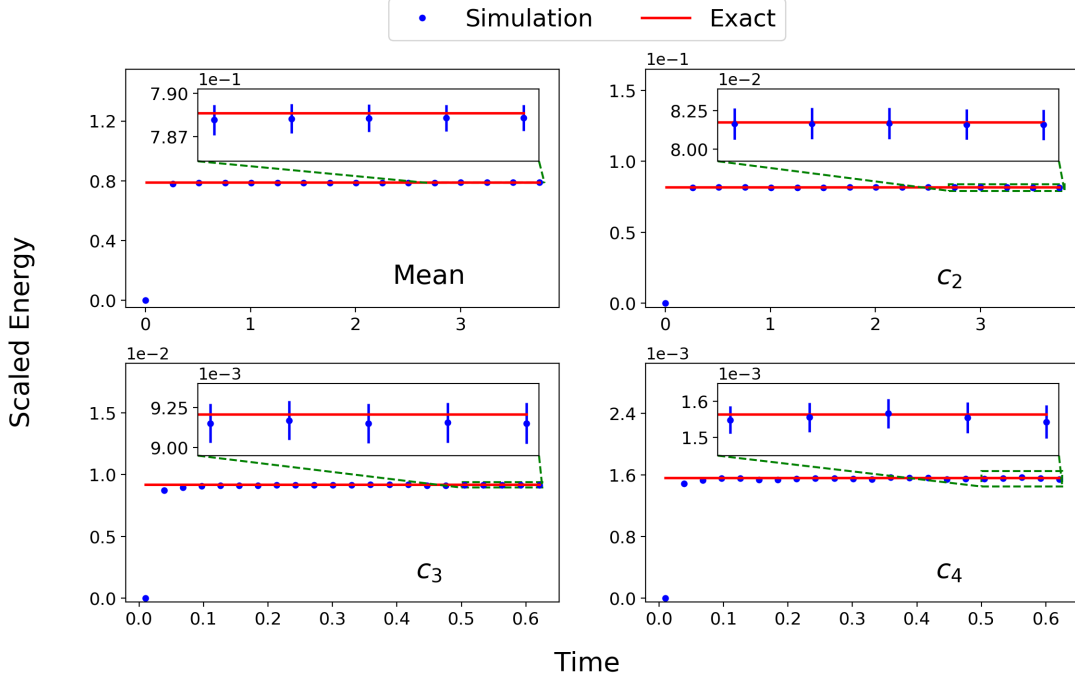 Simulation Exact
Scaled Energy
1e−1
7.90
7.87
1.2
0.8
0.4
0.0
Mean
0 1 2 3
1e−1
1e−2
8.25
8.00
1.5
1.0
0.5
0.0
c2
0 1 2 3
1e−2
1e−3
9.25
9.00
1.5
1.0
0.5
0.0
c3
0.0 0.1 0.2 0.3 0.4 0.5 0.6
1e−3
1e−3
1.6
1.5
2.4
1.6
0.8
0.0
c4
0.0 0.1 0.2 0.3 0.4 0.5 0.6
Time